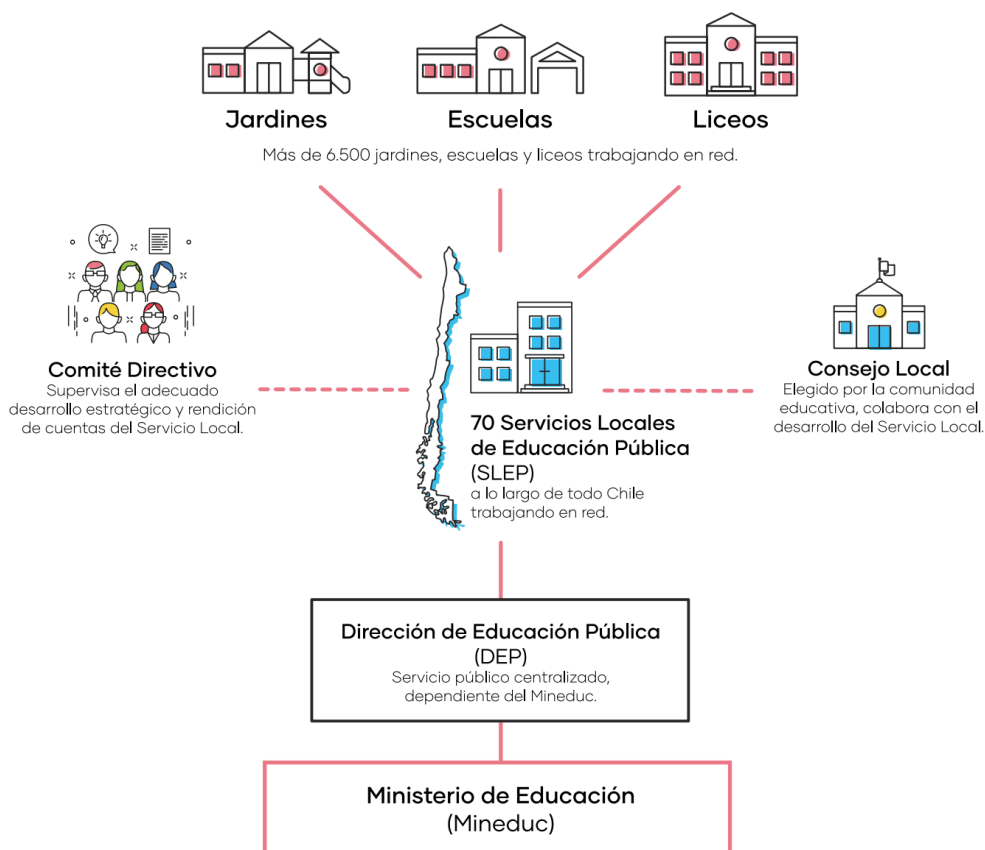 Jardines
Escuelas
Liceos
Más de 6.500 jardines, escuelas y liceos trabajando en red.
Comité Directivo
Supervisa el adecuado
desarrollo estratégico y rendición
de cuentas del Servicio Local.
70 Servicios Locales
de Educación Pública
(SLEP)
a lo largo de todo Chile
trabajando en red.
Consejo Local
Elegido por la comunidad
educativa, colabora con el
desarrollo del Servicio Local.
Dirección de Educación Pública
(DEP)
Servicio público centralizado,
dependiente del Mineduc.
Ministerio de Educación
(Mineduc)